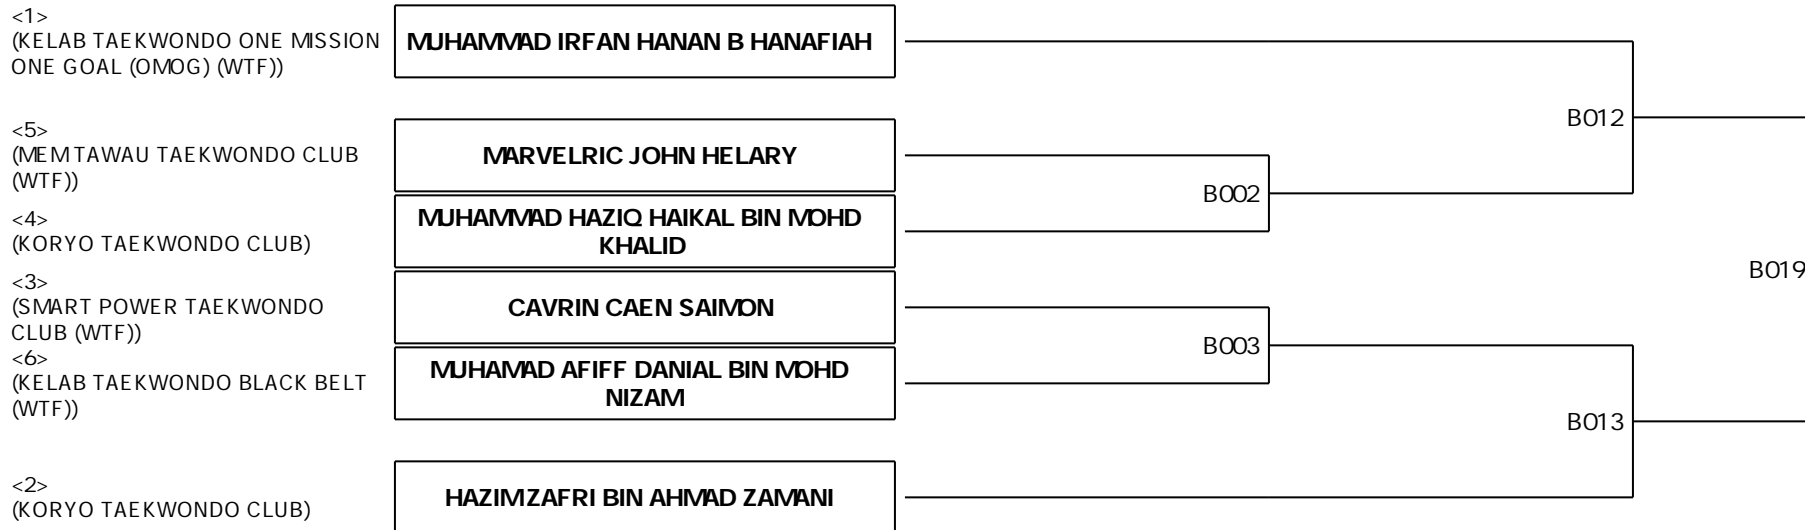 <1>
(KELAB TAEKWONDO ONE MISSION
ONE GOAL (OMOG) (WTF))
MUHAMMAD IRFAN HANAN B HANAFIAH
B012
<5>
(MEM TAWAU TAEKWONDO CLUB
(WTF))
MARVELRIC JOHN HELARY
B002
<4>
(KORYO TAEKWONDO CLUB)
MUHAMMAD HAZIQ HAIKAL BIN MOHD
KHALID
B019
<3>
(SMART POWER TAEKWONDO
CLUB (WTF))
CAVRIN CAEN SAIMON
B003
<6>
(KELAB TAEKWONDO BLACK BELT
(WTF))
MUHAMAD AFIFF DANIAL BIN MOHD
NIZAM
B013
<2>
(KORYO TAEKWONDO CLUB)
HAZIM ZAFRI BIN AHMAD ZAMANI